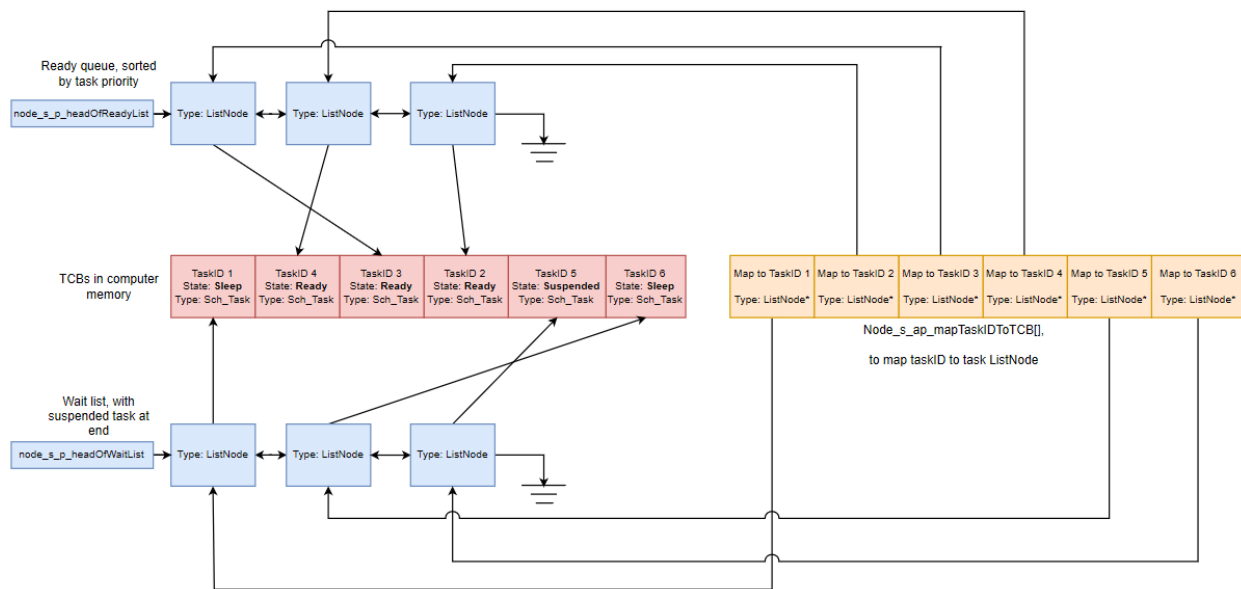 Ready queue, sorted
by task priority
node_s_p_headOfReadyList
Type: ListNode
Type: ListNode
Type: ListNode
TCBs in computer
memory
TaskID 1
State: Sleep
Type: Sch_Task
TaskID 4
State: Ready
Type: Sch_Task
TaskID 3
State: Ready
Type: Sch_Task
TaskID 2
State: Ready
Type: Sch_Task
TaskID 5
State: Suspended
Type: Sch_Task
TaskID 6
State: Sleep
Type: Sch_Task
Map to TaskID 1
Type: ListNode*
Map to TaskID 2
Type: ListNode*
Map to TaskID 3
Type: ListNode*
Map to TaskID 4
Type: ListNode*
Map to TaskID 5
Type: ListNode*
Map to TaskID 6
Type: ListNode*
Node_s_ap_mapTaskIDToTCB[],
to map taskID to task ListNode
Wait list, with
suspended task at
end
node_s_p_headOfWaitList
Type: ListNode
Type: ListNode
Type: ListNode